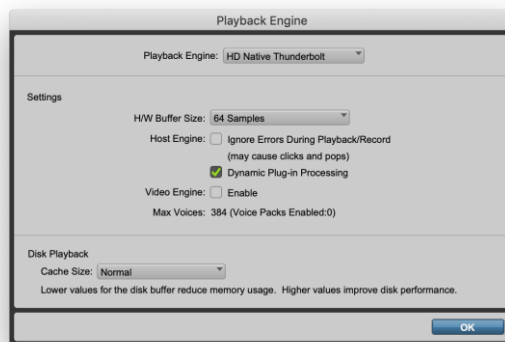 Playback Engine
Playback Engine: HD Native Thunderbolt
Settings
H/W Buffer Size: 64 Samples
Host Engine: Ignore Errors During Playback/Record
(may cause clicks and pops)
Dynamic Plug-in Processing
Video Engine: Enable
Max Voices: 384 (Voice Packs Enabled:0)
Disk Playback
Cache Size: Normal
Lower values for the disk buffer reduce memory usage. Higher values improve disk performance.
OK